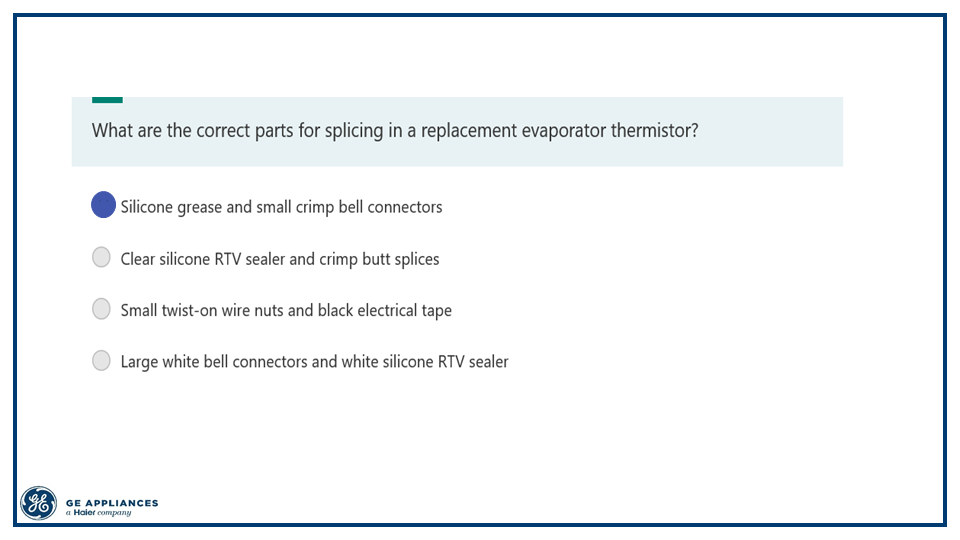 What are the correct parts for splicing in a replacement evaporator thermistor?
Silicone grease and small crimp bell connectors
Clear silicone RTV sealer and crimp butt splices
Small twist-on wire nuts and black electrical tape
Large white bell connectors and white silicone RTV sealer
GE APPLIANCES
a Haier company